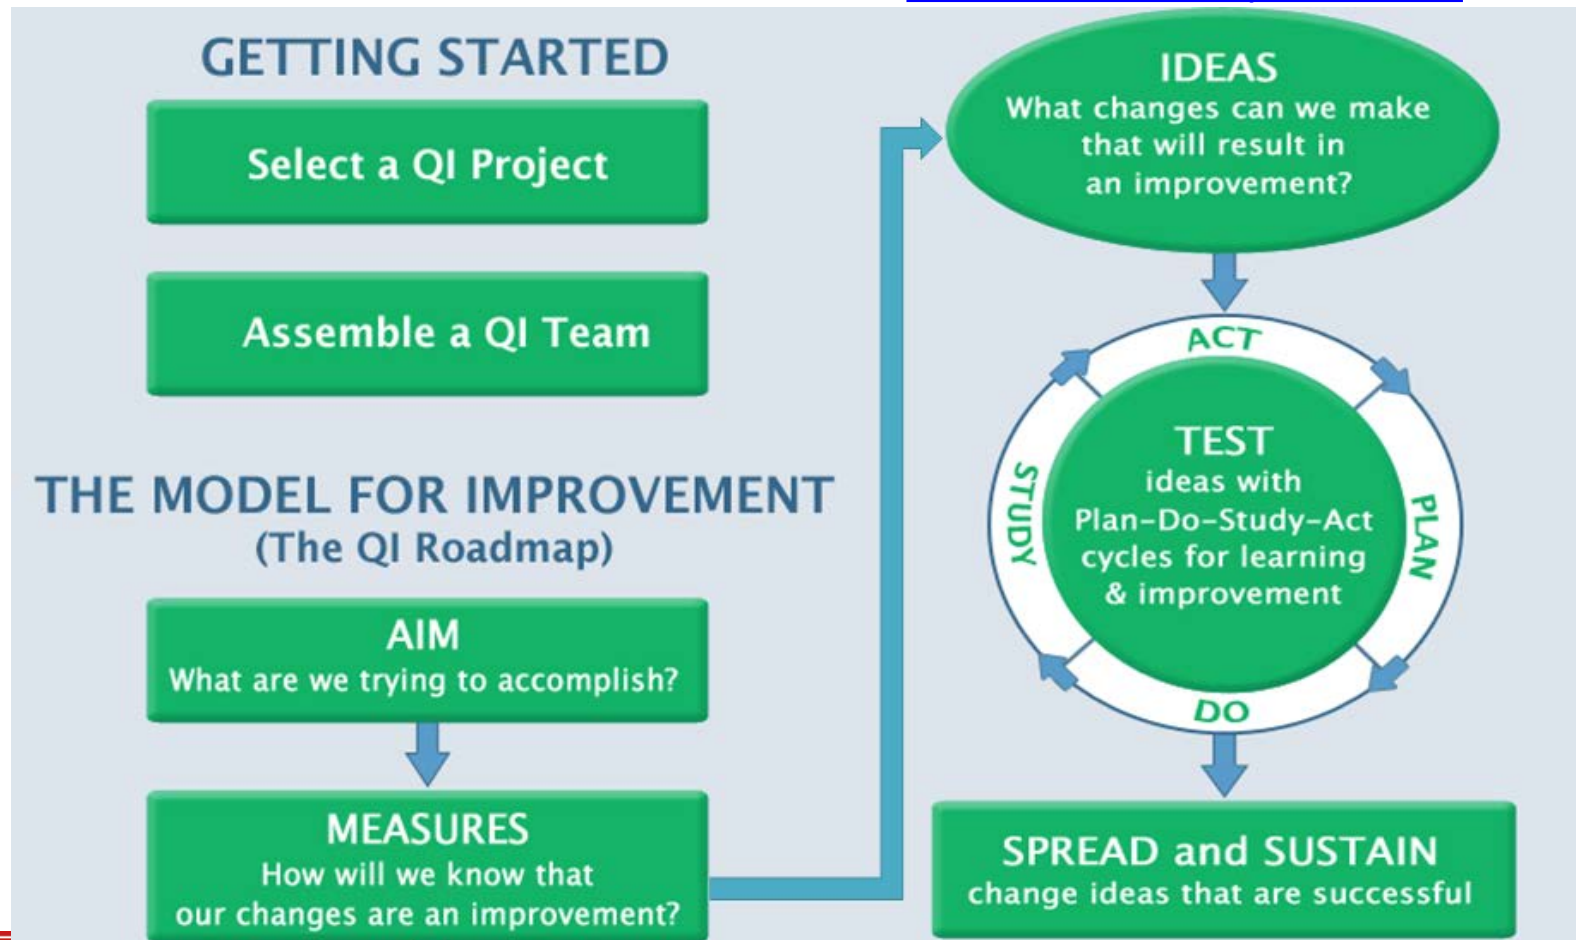 GETTING STARTED
Select a QI Project
Assemble a QI Team
THE MODEL FOR IMPROVEMENT
(The QI Roadmap)
AIM
What are we trying to accomplish?
MEASURES
How will we know that
our changes are an improvement?
IDEAS
What changes can we make
that will result in
an improvement?
ACT
PLAN
DO
STUDY
TEST
ideas with
Plan-Do-Study-Act
cycles for learning
& improvement
SPREAD and SUSTAIN
change ideas that are successful